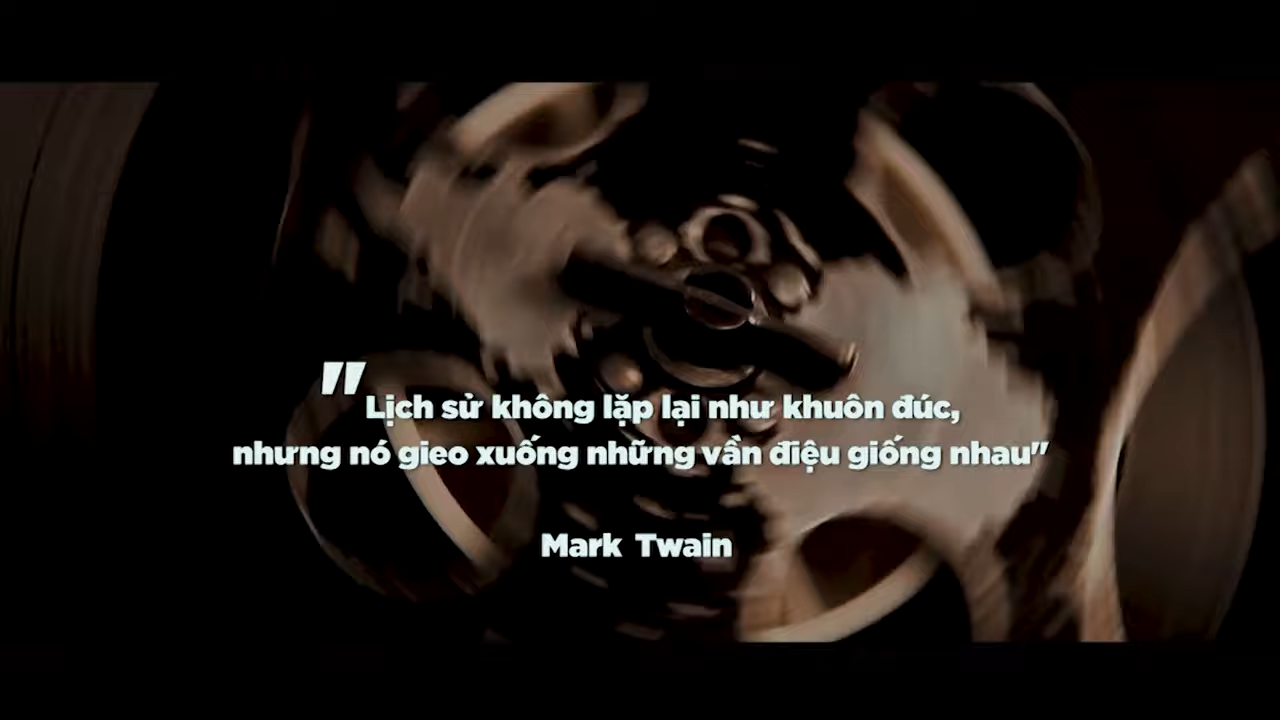 "Lịch sử không lặp lại như khuôn đúc,
nhưng nó gieo xuống những vần điệu giống nhau"
Mark Twain